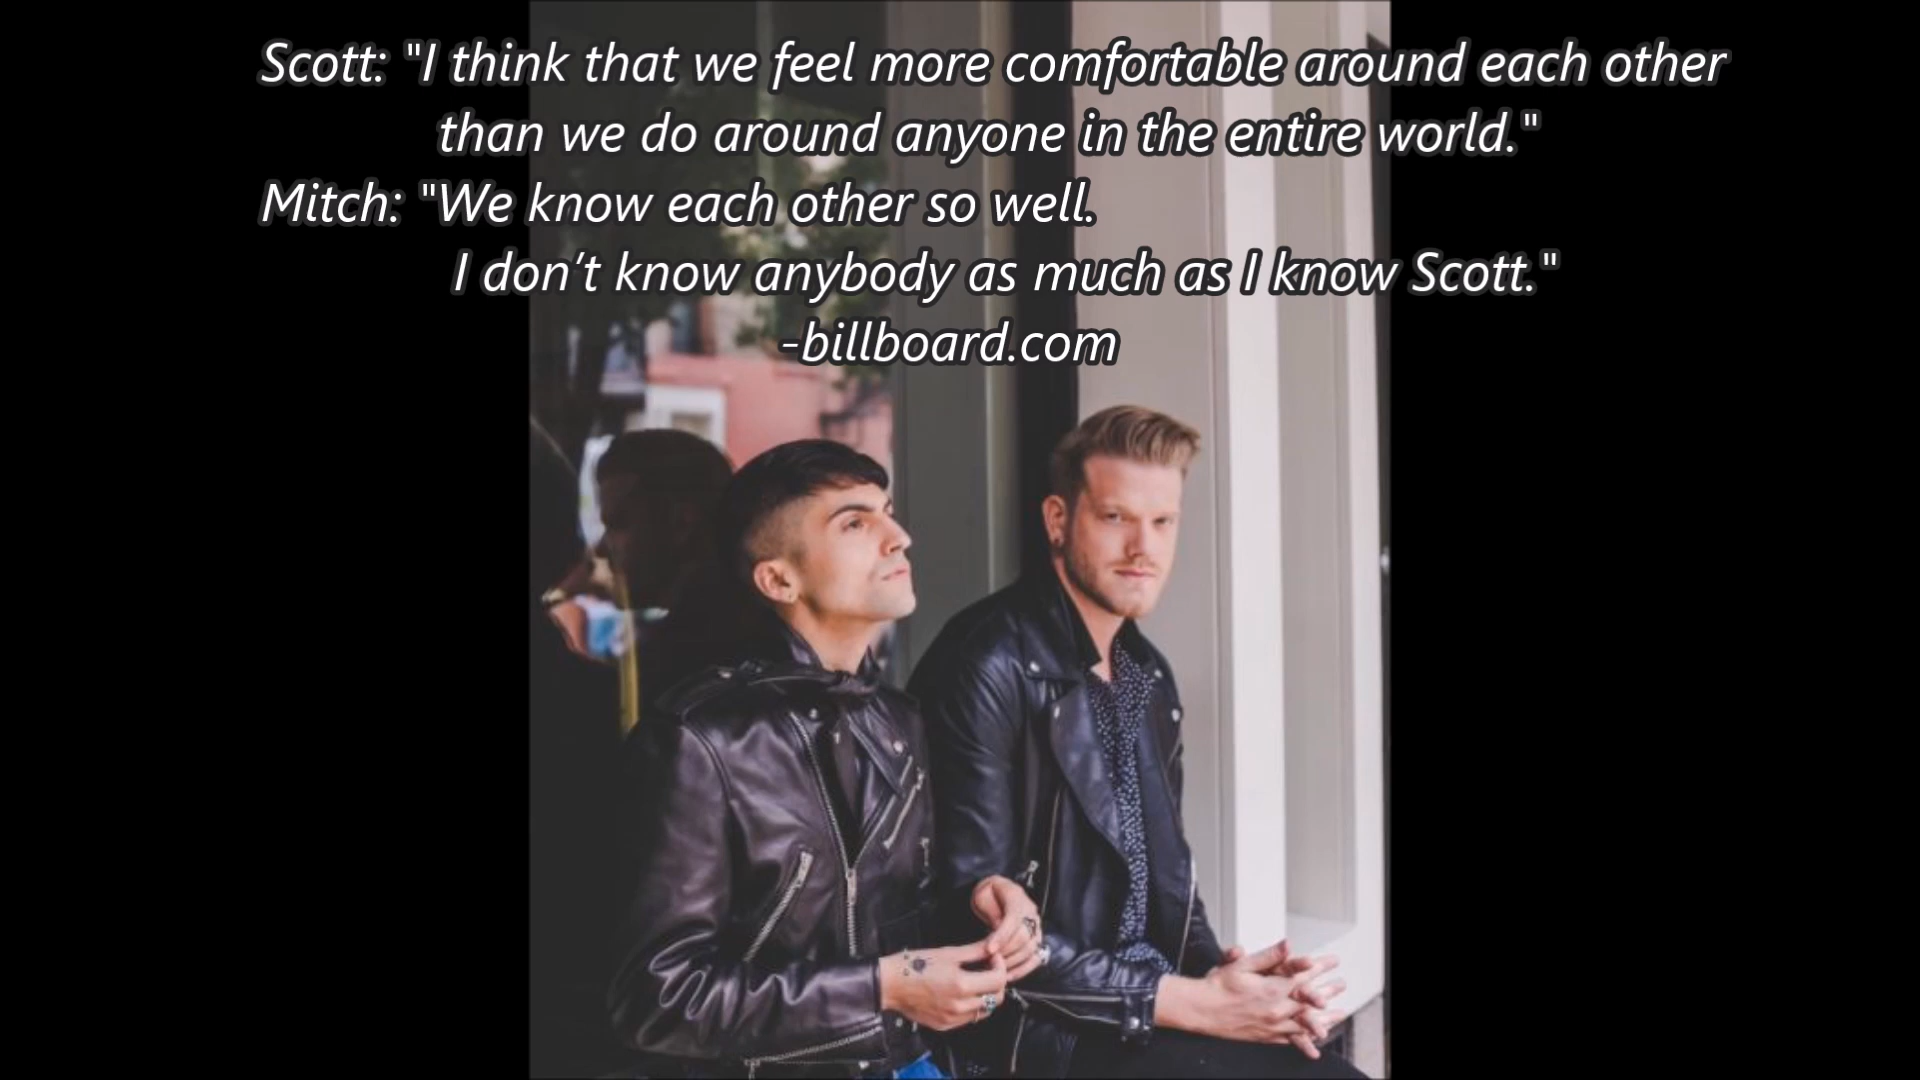 Scott: "I think that we feel more comfortable around each other
than we do around anyone in the entire world."
Mitch: "We know each other so well.
I don’t know anybody as much as I know Scott."
-billboard.com